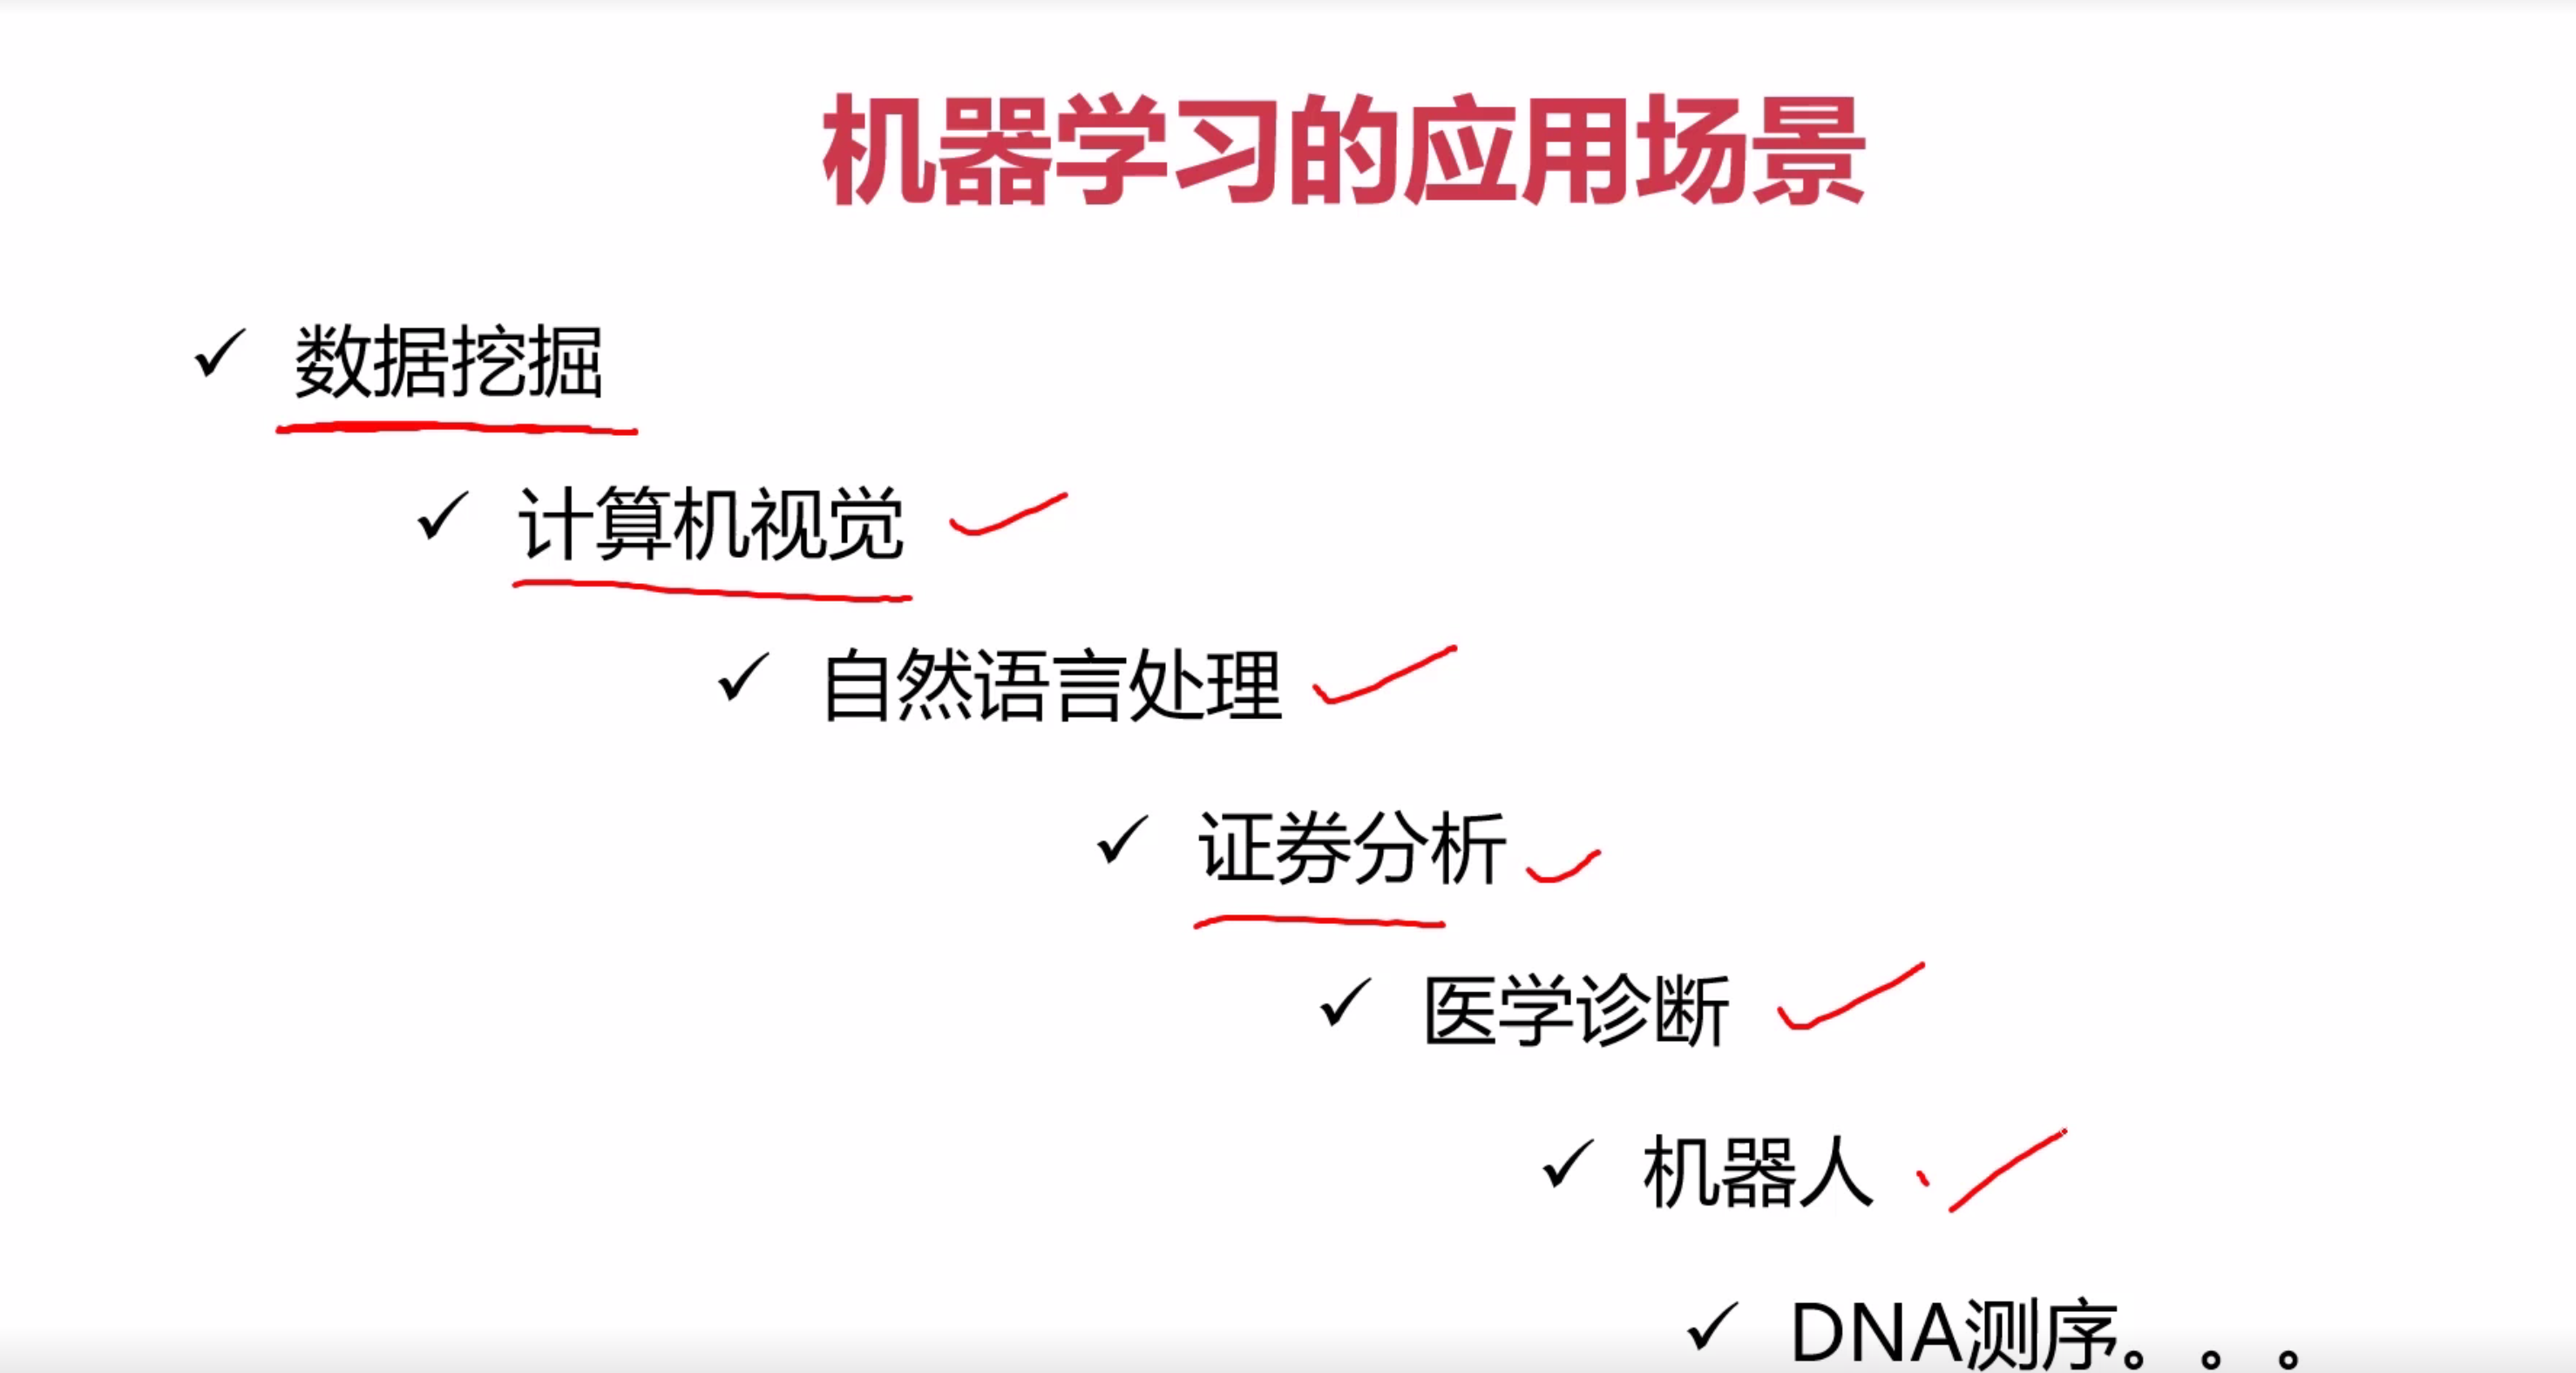 机器学习的应用场景
✓ 数据挖掘
✓ 计算机视觉
✓ 自然语言处理
✓ 证券分析
✓ 医学诊断
✓ 机器人
✓ DNA测序。。。